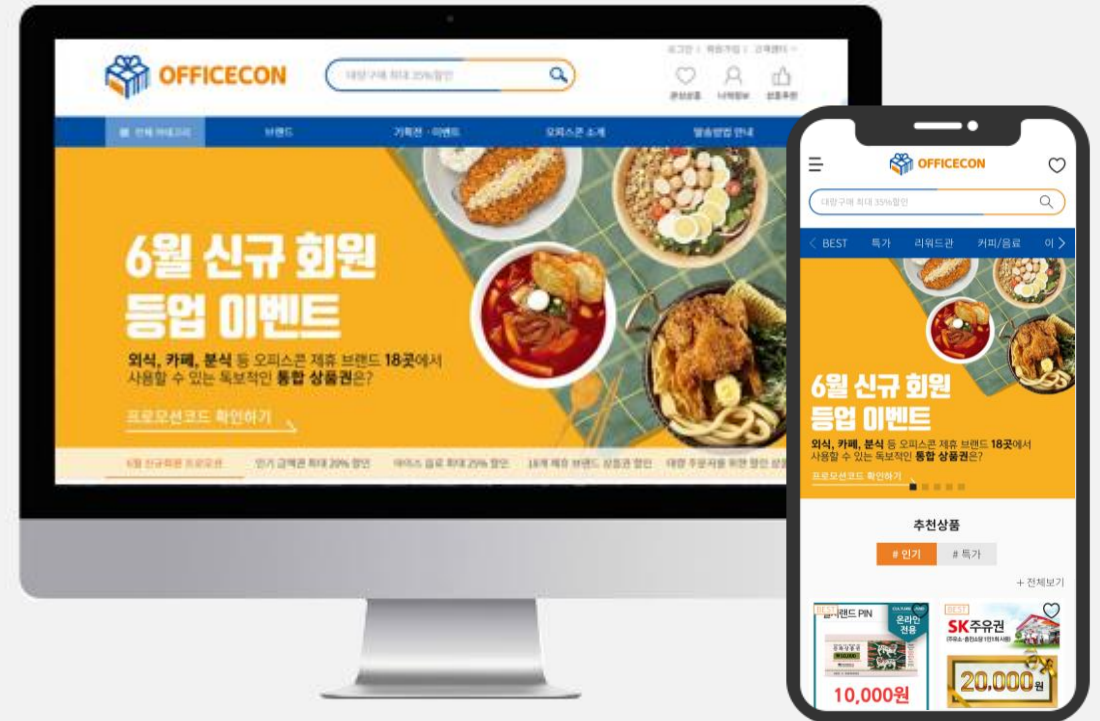 OFFICECON
대량구매 최대 35%할인
로그인 | 회원가입 | 고객센터
관심상품 나의정보 상품추천
전체 카테고리 브랜드 기획전 · 이벤트 오피스콘 소개 발송방법 안내
6월 신규 회원
등업 이벤트
외식, 카페, 분식 등 오피스콘 제휴 브랜드 18곳에서
사용할 수 있는 독보적인 통합 상품권은?
프로모션코드 확인하기
6월 신규회원 프로모션 인기 금액권 최대 20% 할인 아이스 음료 최대 25% 할인 18개 제휴 브랜드 상품권 할인 대량 주문자를 위한 할인
OFFICECON
대량구매 최대 35%할인
BEST 특가 리워드관 커피/음료 이
6월 신규 회원
등업 이벤트
외식, 카페, 분식 등 오피스콘 제휴 브랜드 18곳에서
사용할 수 있는 독보적인 통합 상품권은?
프로모션코드 확인하기
추천상품
# 인기 # 특가
+ 전체보기
BEST
PIN
온라인
전용
10,000원
BEST
SK주유권
20,000원